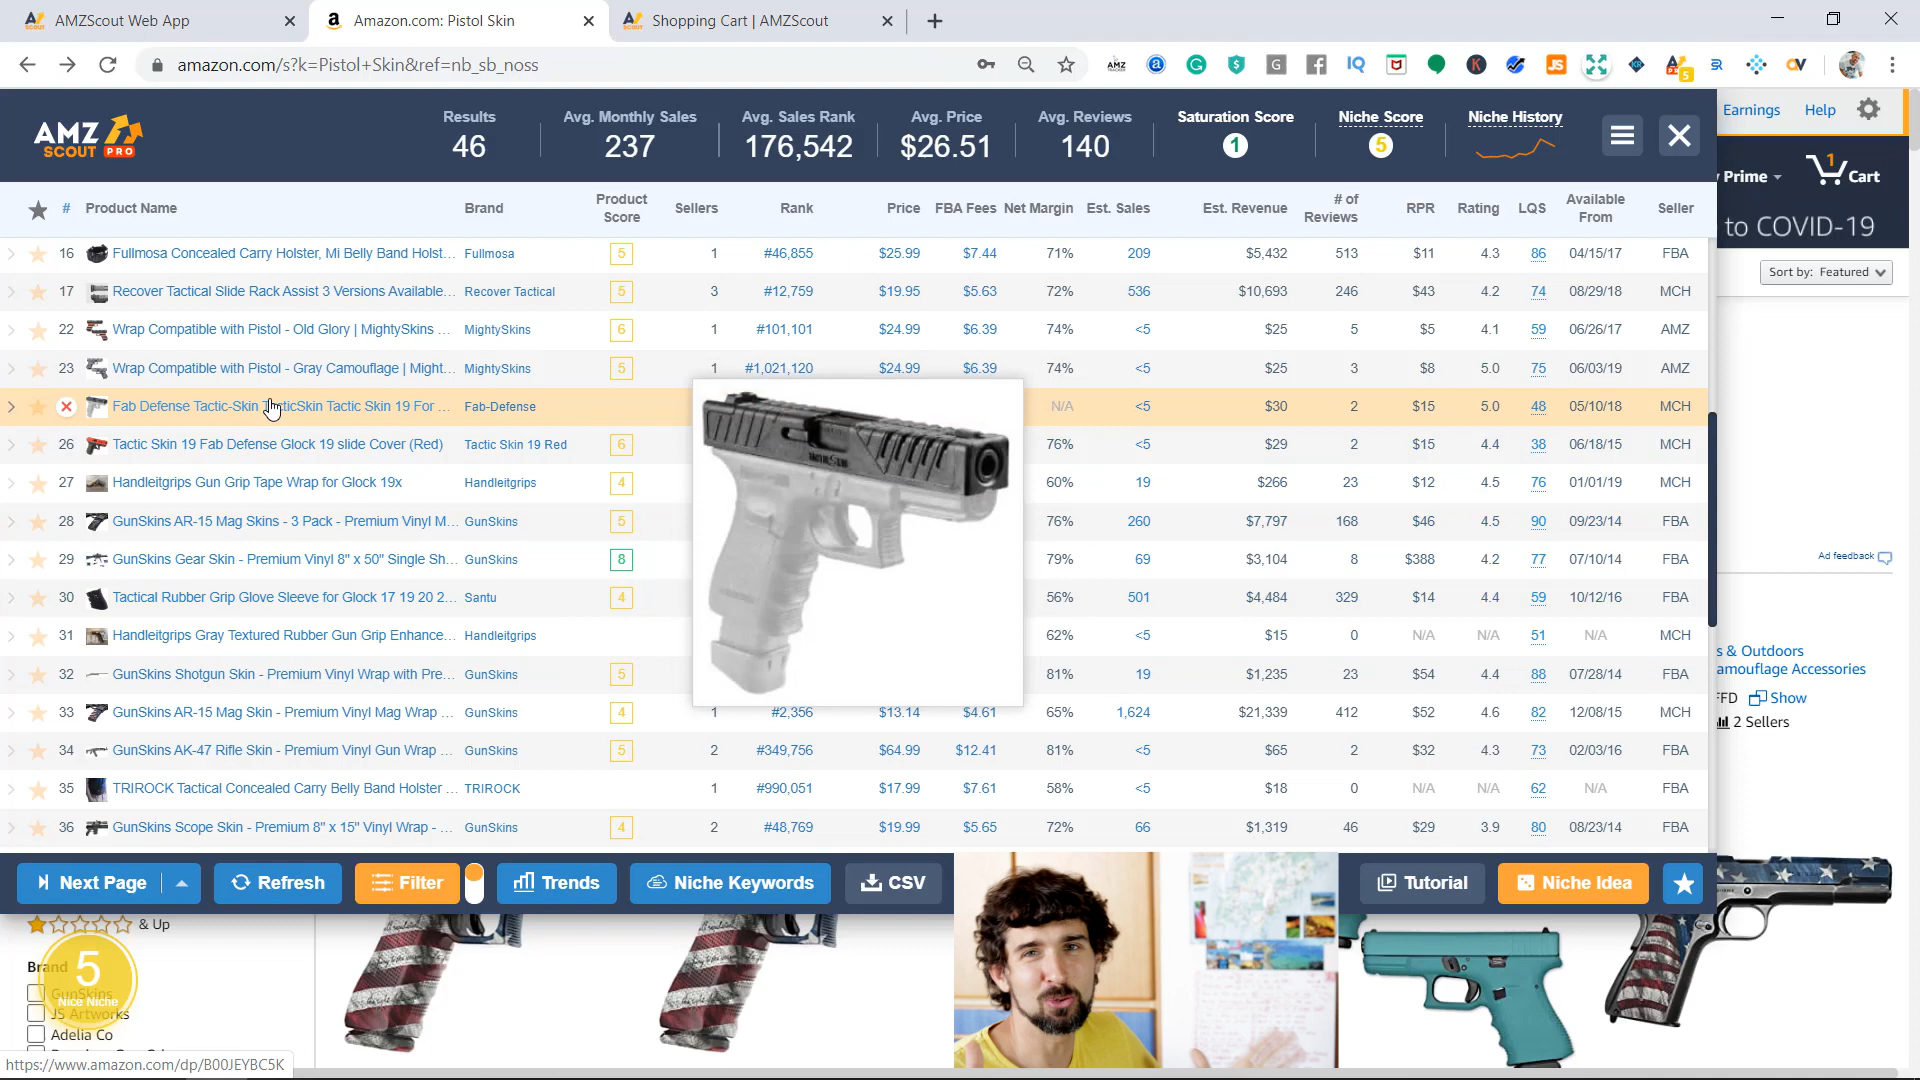 AMZScout Web App
Amazon.com: Pistol Skin
Shopping Cart | AMZScout
amazon.com/s?k=Pistol+Skin&ref=nb_sb_noss
AMZ SCOUT PRO
Results 46
Avg. Monthly Sales 237
Avg. Sales Rank 176,542
Avg. Price $26.51
Avg. Reviews 140
Saturation Score 1
Niche Score 5
Niche History
Earnings Help
Prime 1 Cart
to COVID-19
Sort by: Featured
# Product Name Brand Product Score Sellers Rank Price FBA Fees Net Margin Est. Sales Est. Revenue # of Reviews RPR Rating LQS Available From Seller
16 Fullmosa Concealed Carry Holster, Mi Belly Band Holst... Fullmosa 5 1 #46,855 $25.99 $7.44 71% 209 $5,432 513 $11 4.3 86 04/15/17 FBA
17 Recover Tactical Slide Rack Assist 3 Versions Available... Recover Tactical 5 3 #12,759 $19.95 $5.63 72% 536 $10,693 246 $43 4.2 74 08/29/18 MCH
22 Wrap Compatible with Pistol - Old Glory | MightySkins ... MightySkins 6 1 #101,101 $24.99 $6.39 74% <5 $25 5 $5 4.1 59 06/26/17 AMZ
23 Wrap Compatible with Pistol - Gray Camouflage | Might... MightySkins 5 1 #1,021,120 $24.99 $6.39 74% <5 $25 3 $8 5.0 75 06/03/19 AMZ
Fab Defense Tactic-Skin TacticSkin Tactic Skin 19 For ... Fab-Defense N/A <5 $30 2 $15 5.0 48 05/10/18 MCH
26 Tactic Skin 19 Fab Defense Glock 19 slide Cover (Red) Tactic Skin 19 Red 6 76% <5 $29 2 $15 4.4 38 06/18/15 MCH
27 Handleitgrips Gun Grip Tape Wrap for Glock 19x Handleitgrips 4 60% 19 $266 23 $12 4.5 76 01/01/19 MCH
28 GunSkins AR-15 Mag Skins - 3 Pack - Premium Vinyl M... GunSkins 5 76% 260 $7,797 168 $46 4.5 90 09/23/14 FBA
29 GunSkins Gear Skin - Premium Vinyl 8" x 50" Single Sh... GunSkins 8 79% 69 $3,104 8 $388 4.2 77 07/10/14 FBA
30 Tactical Rubber Grip Glove Sleeve for Glock 17 19 20 2... Santu 4 56% 501 $4,484 329 $14 4.4 59 10/12/16 FBA
31 Handleitgrips Gray Textured Rubber Gun Grip Enhance... Handleitgrips 62% <5 $15 0 N/A N/A 51 N/A MCH
32 GunSkins Shotgun Skin - Premium Vinyl Wrap with Pre... GunSkins 5 81% 19 $1,235 23 $54 4.4 88 07/28/14 FBA
33 GunSkins AR-15 Mag Skin - Premium Vinyl Mag Wrap ... GunSkins 4 1 #2,356 $13.14 $4.61 65% 1,624 $21,339 412 $52 4.6 82 12/08/15 MCH
34 GunSkins AK-47 Rifle Skin - Premium Vinyl Gun Wrap ... GunSkins 5 2 #349,756 $64.99 $12.41 81% <5 $65 2 $32 4.3 73 02/03/16 FBA
35 TRIROCK Tactical Concealed Carry Belly Band Holster ... TRIROCK 1 #990,051 $17.99 $7.61 58% <5 $18 0 N/A N/A 62 N/A FBA
36 GunSkins Scope Skin - Premium 8" x 15" Vinyl Wrap - ... GunSkins 4 2 #48,769 $19.99 $5.65 72% 66 $1,319 46 $29 3.9 80 08/23/14 FBA
Ad feedback
s & Outdoors
amouflage Accessories
FFD Show
2 Sellers
Next Page Refresh Filter Trends Niche Keywords CSV Tutorial Niche Idea
& Up
Brand
5
Nice Niche
GunSkins
JS Artworks
Adelia Co
https://www.amazon.com/dp/B00JEYBC5K